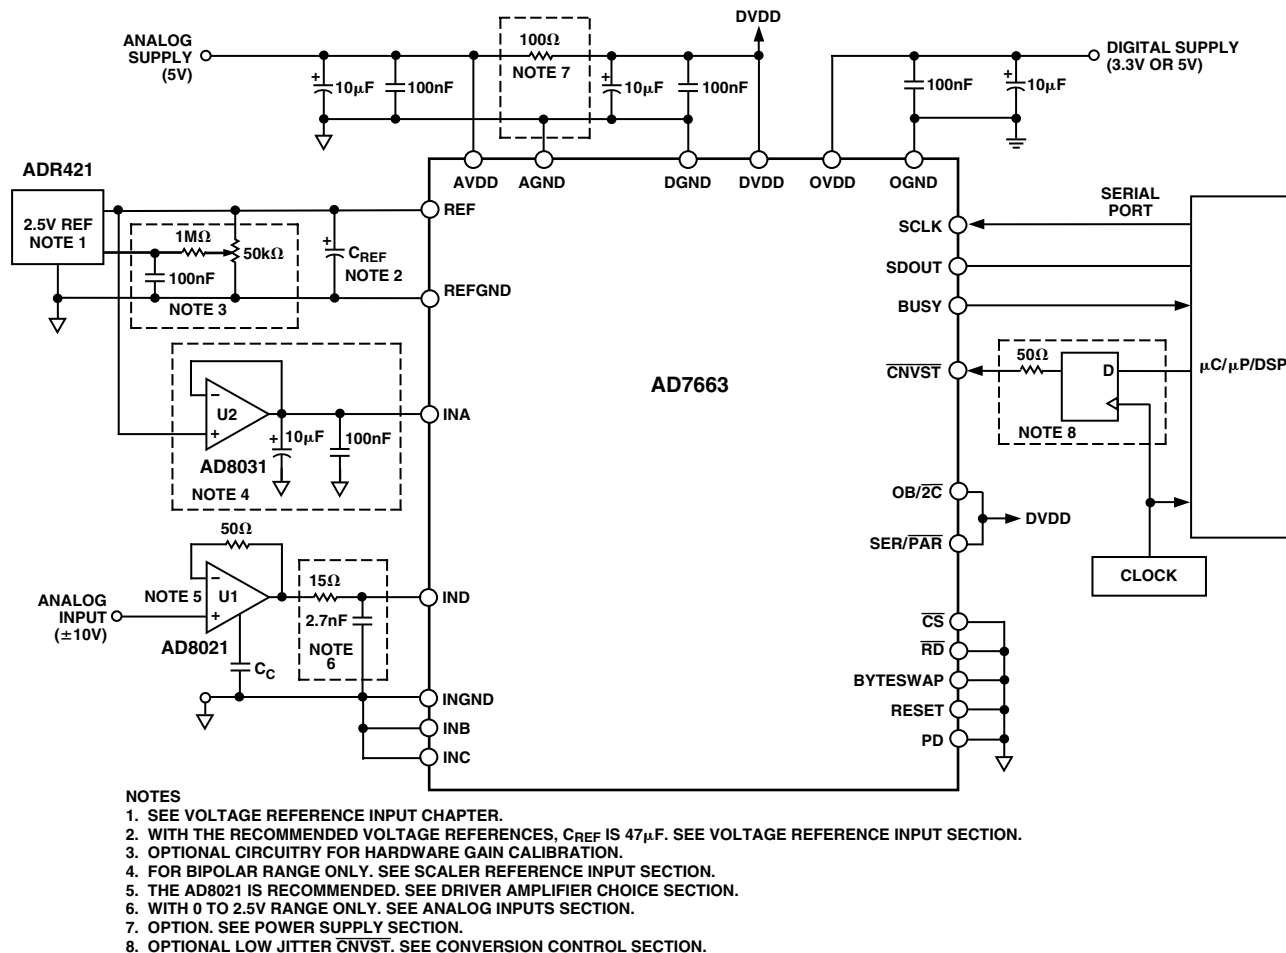 ANALOG
SUPPLY
(5V)
100Ω
NOTE 7
DVDD
DIGITAL SUPPLY
(3.3V OR 5V)
+
10μF
100nF
+
10μF
100nF
100nF
+
10μF
AVDD
AGND
DGND
DVDD
OVDD
OGND
ADR421
2.5V REF
NOTE 1
1MΩ
50kΩ
100nF
NOTE 3
+
CREF
NOTE 2
REF
REFGND
SCLK
SERIAL
PORT
SDOUT
BUSY
C̅N̅V̅S̅T̅
50Ω
D
NOTE 8
μC/μP/DSP
AD7663
−
U2
+
AD8031
+
10μF
100nF
NOTE 4
INA
OB/2̅C̅
SER/P̅A̅R̅
DVDD
CLOCK
50Ω
ANALOG
INPUT
(±10V)
NOTE 5
−
U1
+
AD8021
CC
15Ω
2.7nF
NOTE
6
IND
INGND
INB
INC
C̅S̅
R̅D̅
BYTESWAP
RESET
PD
NOTES
1. SEE VOLTAGE REFERENCE INPUT CHAPTER.
2. WITH THE RECOMMENDED VOLTAGE REFERENCES, CREF IS 47μF. SEE VOLTAGE REFERENCE INPUT SECTION.
3. OPTIONAL CIRCUITRY FOR HARDWARE GAIN CALIBRATION.
4. FOR BIPOLAR RANGE ONLY. SEE SCALER REFERENCE INPUT SECTION.
5. THE AD8021 IS RECOMMENDED. SEE DRIVER AMPLIFIER CHOICE SECTION.
6. WITH 0 TO 2.5V RANGE ONLY. SEE ANALOG INPUTS SECTION.
7. OPTION. SEE POWER SUPPLY SECTION.
8. OPTIONAL LOW JITTER C̅N̅V̅S̅T̅. SEE CONVERSION CONTROL SECTION.